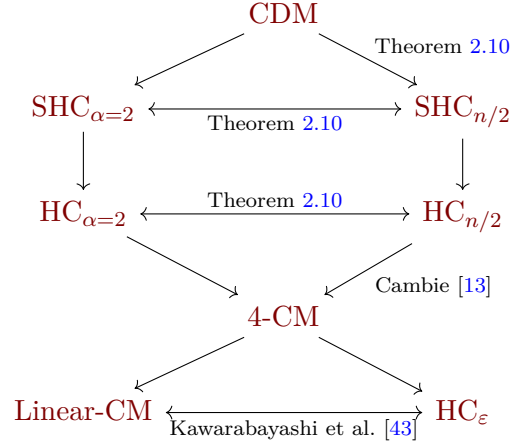 CDM
Theorem 2.10
SHC_{α=2}
SHC_{n/2}
Theorem 2.10
Theorem 2.10
HC_{α=2}
HC_{n/2}
Cambie [13]
4-CM
Linear-CM
HC_ε
Kawarabayashi et al. [43]